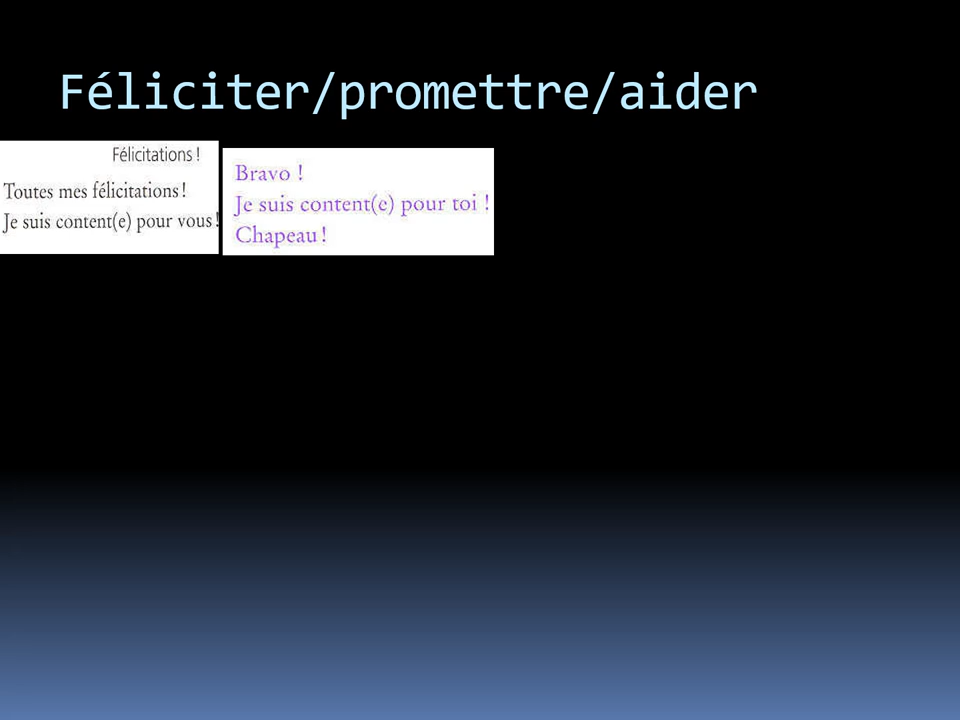 Féliciter/promettre/aider
Félicitations !
Toutes mes félicitations !
Je suis content(e) pour vous !
Bravo !
Je suis content(e) pour toi !
Chapeau !